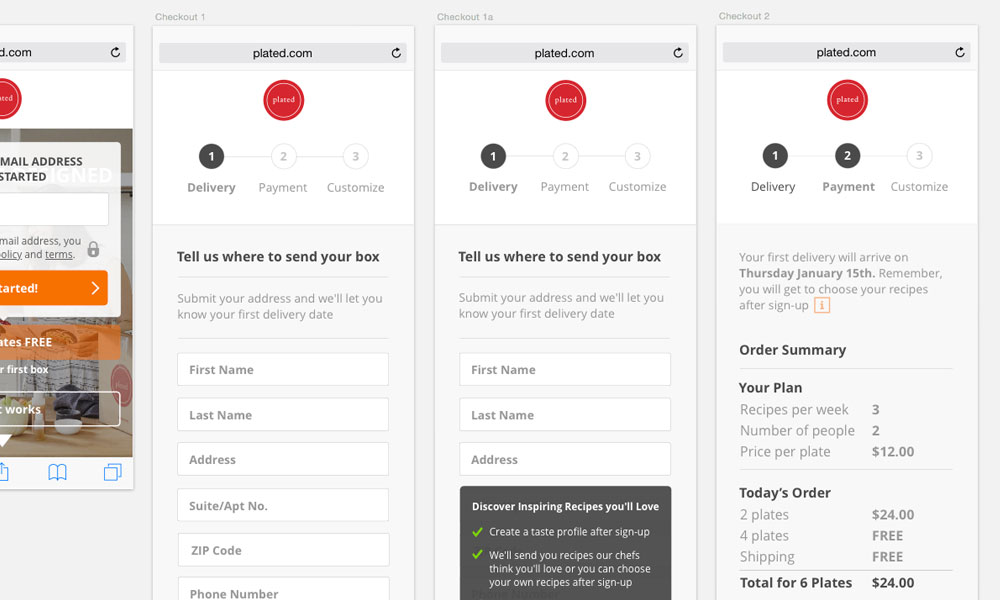 Checkout 1
Checkout 1a
Checkout 2
d.com
ated
MAIL ADDRESS
STARTED
IGNED
mail address, you
olicy and terms.
tarted!
ates FREE
r first box
t works
plated.com
plated
1
2
3
Delivery
Payment
Customize
Tell us where to send your box
Submit your address and we'll let you
know your first delivery date
First Name
Last Name
Address
Suite/Apt No.
ZIP Code
Phone Number
plated.com
plated
1
2
3
Delivery
Payment
Customize
Tell us where to send your box
Submit your address and we'll let you
know your first delivery date
First Name
Last Name
Address
Discover Inspiring Recipes you'll Love
Create a taste profile after sign-up
We'll send you recipes our chefs
think you'll love or you can choose
your own recipes after sign-up
Phone Number
plated.com
plated
1
2
3
Delivery
Payment
Customize
Your first delivery will arrive on
Thursday January 15th. Remember,
you will get to choose your recipes
after sign-up i
Order Summary
Your Plan
Recipes per week 3
Number of people 2
Price per plate $12.00
Today's Order
2 plates $24.00
4 plates FREE
Shipping FREE
Total for 6 Plates $24.00